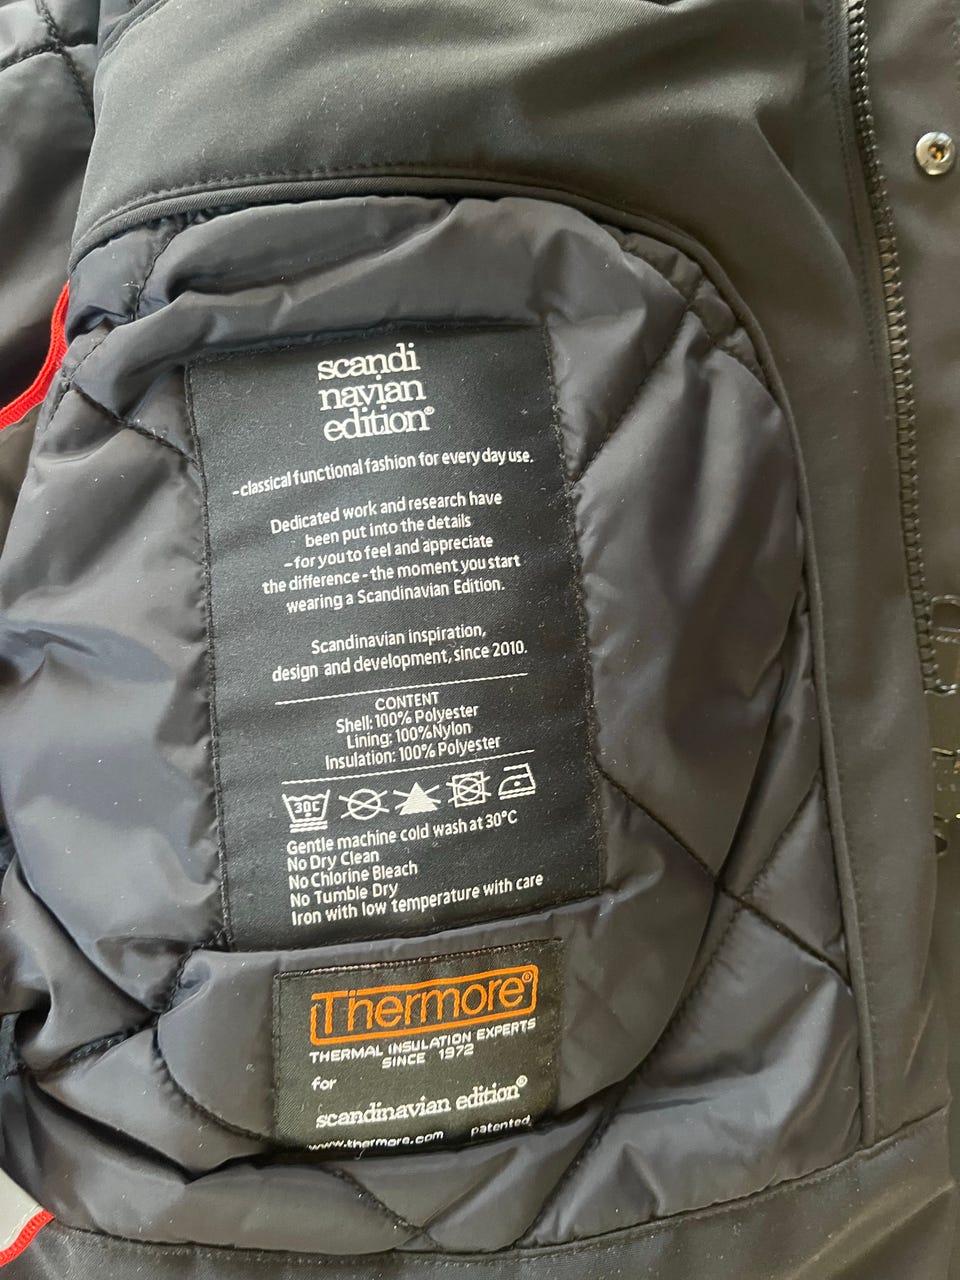 scandi
navian
edition®
-classical functional fashion for every day use.
Dedicated work and research have
been put into the details
-for you to feel and appreciate
the difference-the moment you start
wearing a Scandinavian Edition.
Scandinavian inspiration,
design and development, since 2010.
CONTENT
Shell: 100% Polyester
Lining: 100%Nylon
Insulation: 100% Polyester
30C
Gentle machine cold wash at 30°C
No Dry Clean
No Chlorine Bleach
No Tumble Dry
Iron with low temperature with care
Thermore®
THERMAL INSULATION EXPERTS
SINCE 1972
for
scandinavian edition®
www.thermore.com patented